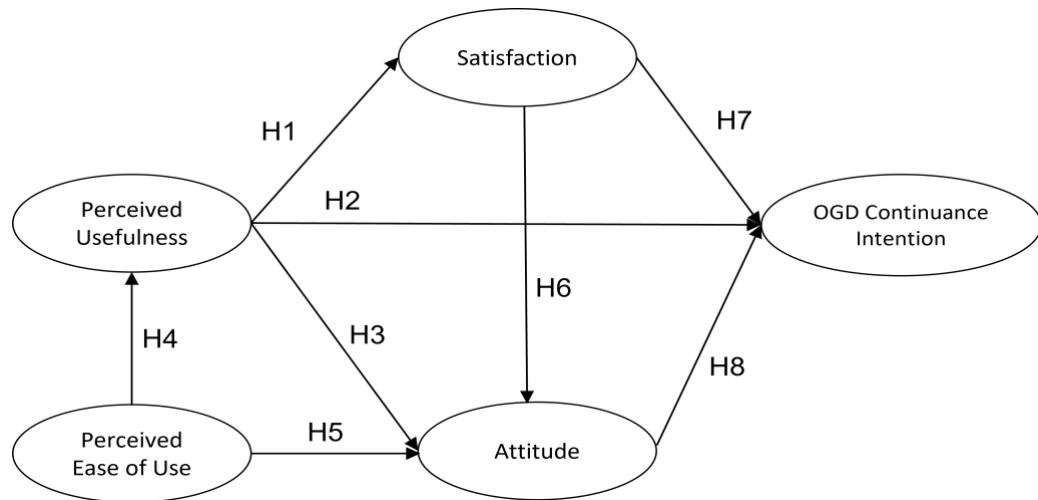 Satisfaction
H1
H7
Perceived
Usefulness
H2
OGD Continuance
Intention
H6
H3
H4
H8
Perceived
Ease of Use
H5
Attitude